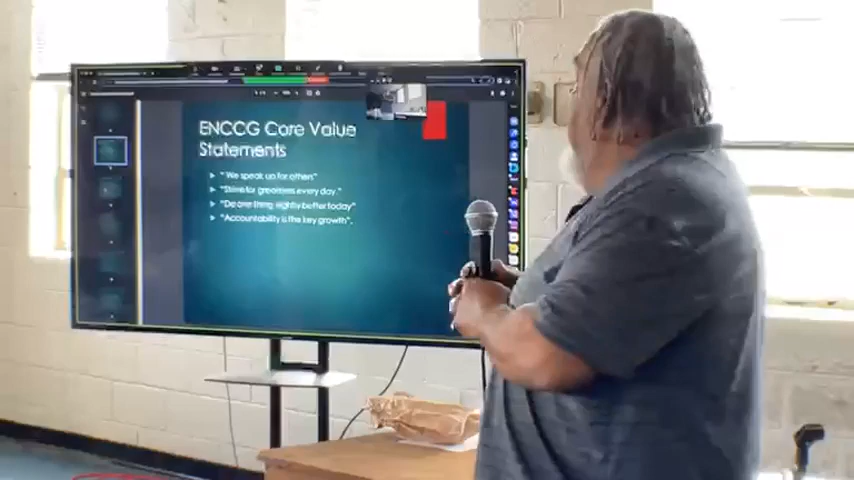 ENCCG Core Value
Statements
" We speak up for others"
"Strive for greatness every day."
"Do one thing slightly better today"
"Accountability is the key growth".